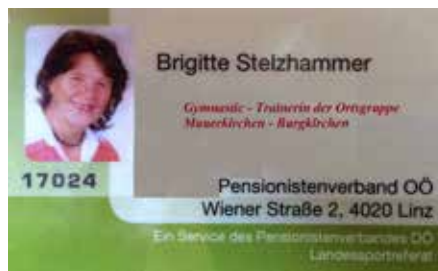 Brigitte Stelzhammer
Gymnastic - Trainerin der Ortsgruppe
Mauerkirchen - Burgkirchen
17024
Pensionistenverband OÖ
Wiener Straße 2, 4020 Linz
Ein Service des Pensionistenverbandes OÖ
Landessportreferat